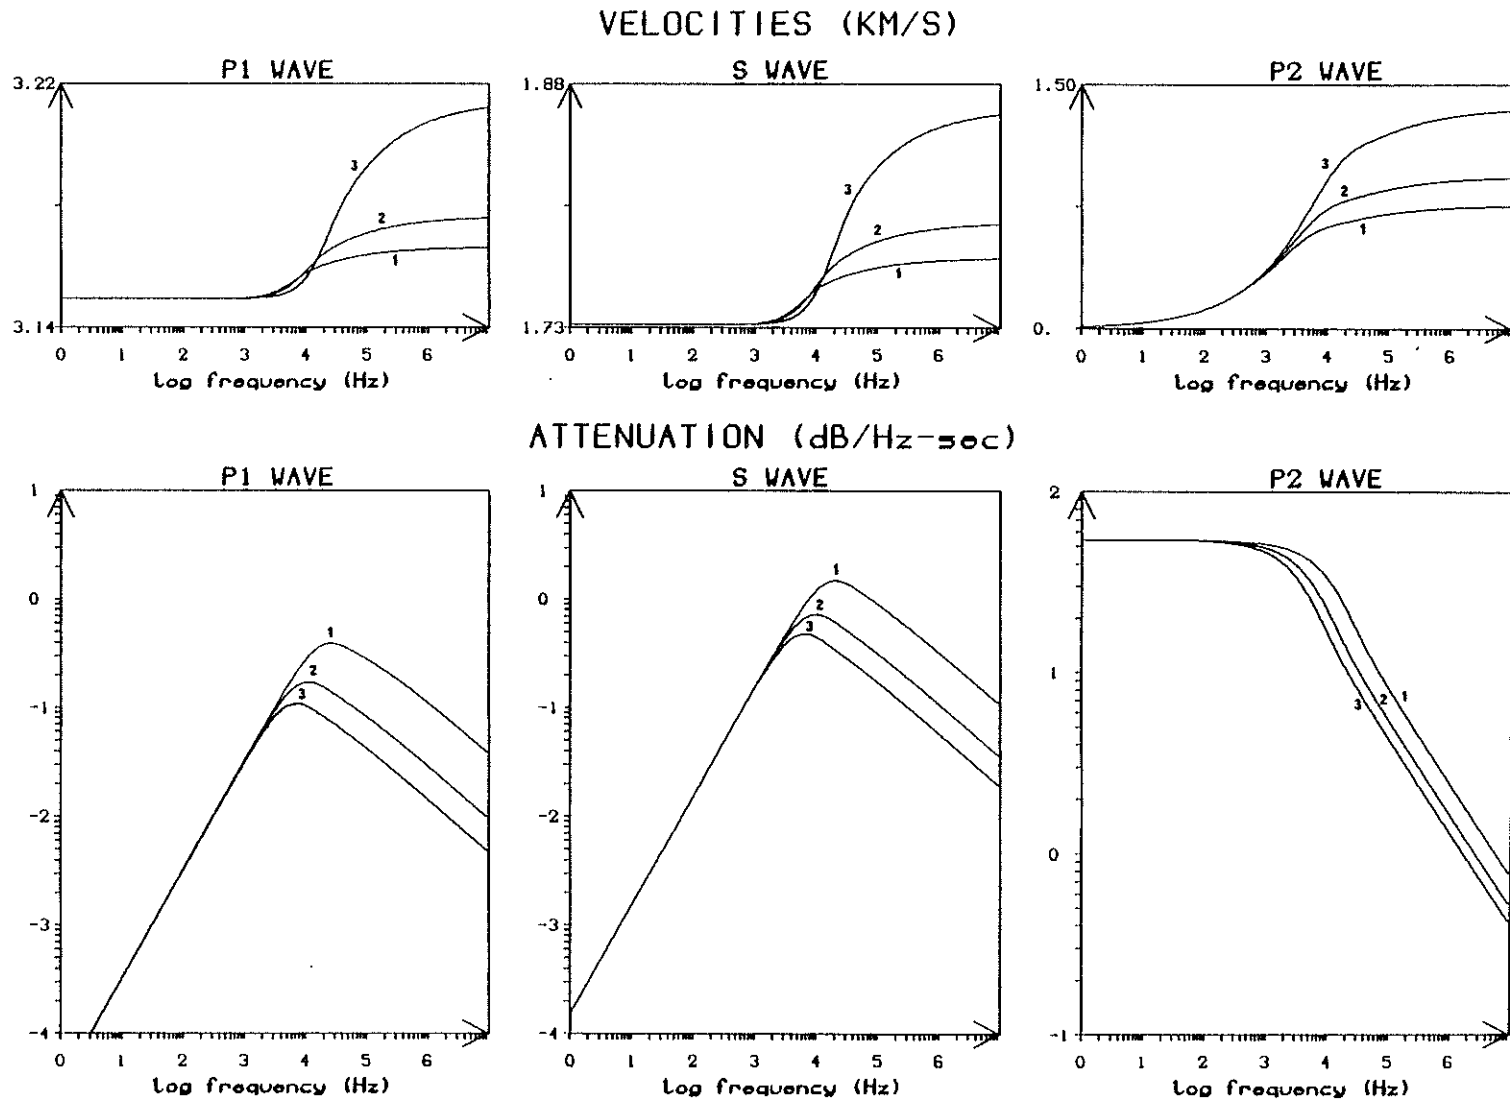 VELOCITIES (KM/S)
P1 WAVE
S WAVE
P2 WAVE
3.22
3
2
1
3.14
0 1 2 3 4 5 6
log frequency (Hz)
1.88
3
2
1
1.73
0 1 2 3 4 5 6
log frequency (Hz)
1.50
3
2
1
0.
0 1 2 3 4 5 6
log frequency (Hz)
ATTENUATION (dB/Hz-sec)
P1 WAVE
S WAVE
P2 WAVE
1
0
-1
-2
-3
-4
1
2
3
0 1 2 3 4 5 6
log frequency (Hz)
1
0
-1
-2
-3
-4
1
2
3
0 1 2 3 4 5 6
log frequency (Hz)
2
1
0
-1
3 2 1
0 1 2 3 4 5 6
log frequency (Hz)